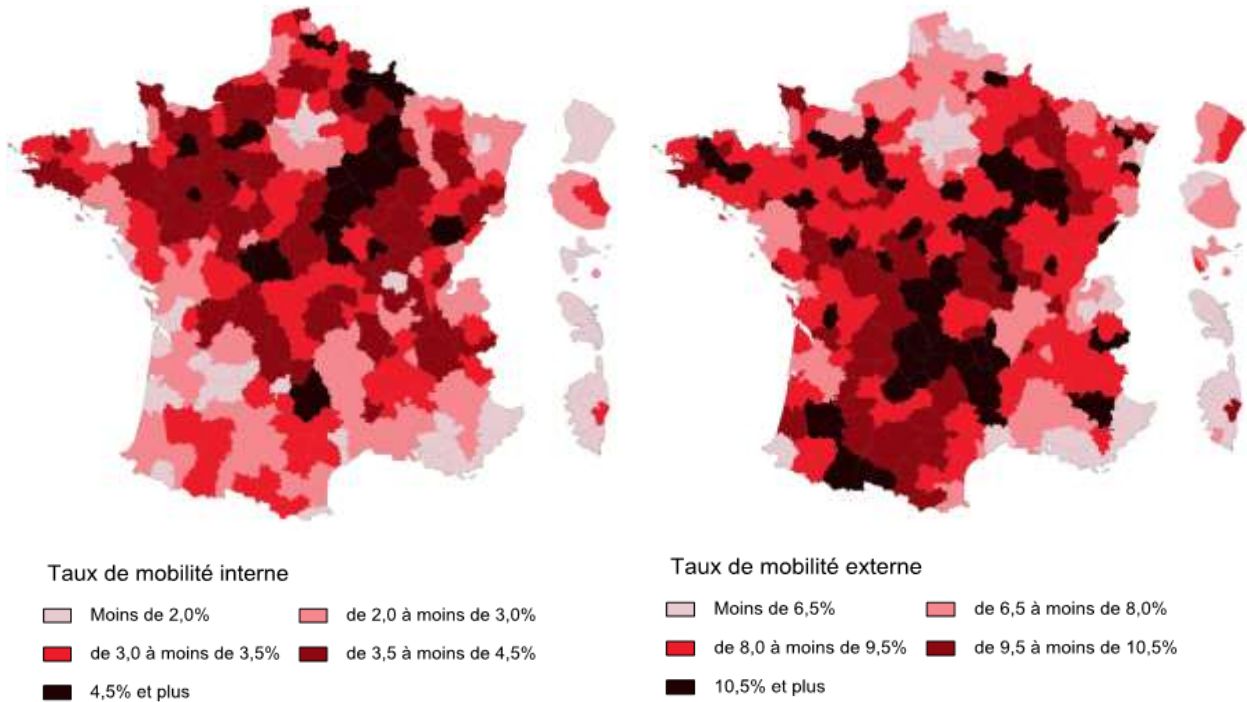 Taux de mobilité interne
Moins de 2,0%
de 2,0 à moins de 3,0%
de 3,0 à moins de 3,5%
de 3,5 à moins de 4,5%
4,5% et plus
Taux de mobilité externe
Moins de 6,5%
de 6,5 à moins de 8,0%
de 8,0 à moins de 9,5%
de 9,5 à moins de 10,5%
10,5% et plus